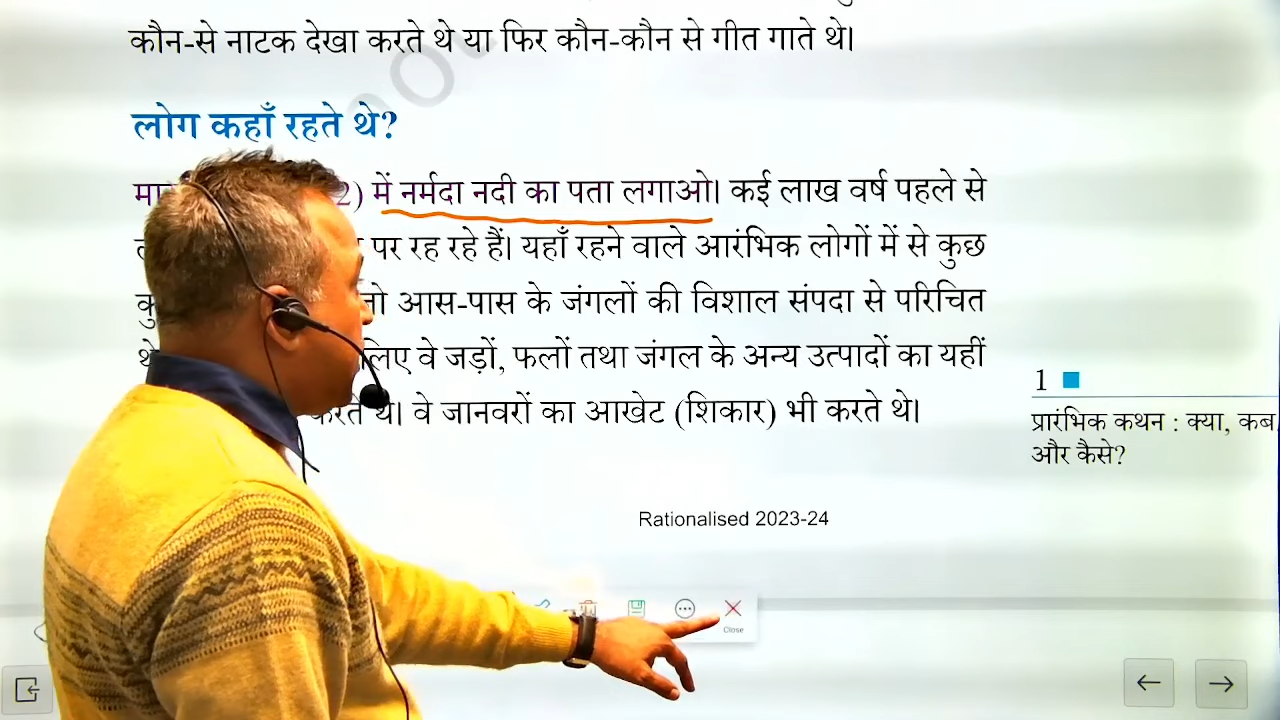 कौन-से नाटक देखा करते थे या फिर कौन-कौन से गीत गाते थे।
लोग कहाँ रहते थे?
2) में नर्मदा नदी का पता लगाओ। कई लाख वर्ष पहले से
पर रह रहे हैं। यहाँ रहने वाले आरंभिक लोगों में से कुछ
आस-पास के जंगलों की विशाल संपदा से परिचित
वे जड़ों, फलों तथा जंगल के अन्य उत्पादों का यहीं
करते थे। वे जानवरों का आखेट (शिकार) भी करते थे।
1
प्रारंभिक कथन : क्या, कब
और कैसे?
Rationalised 2023-24
Close